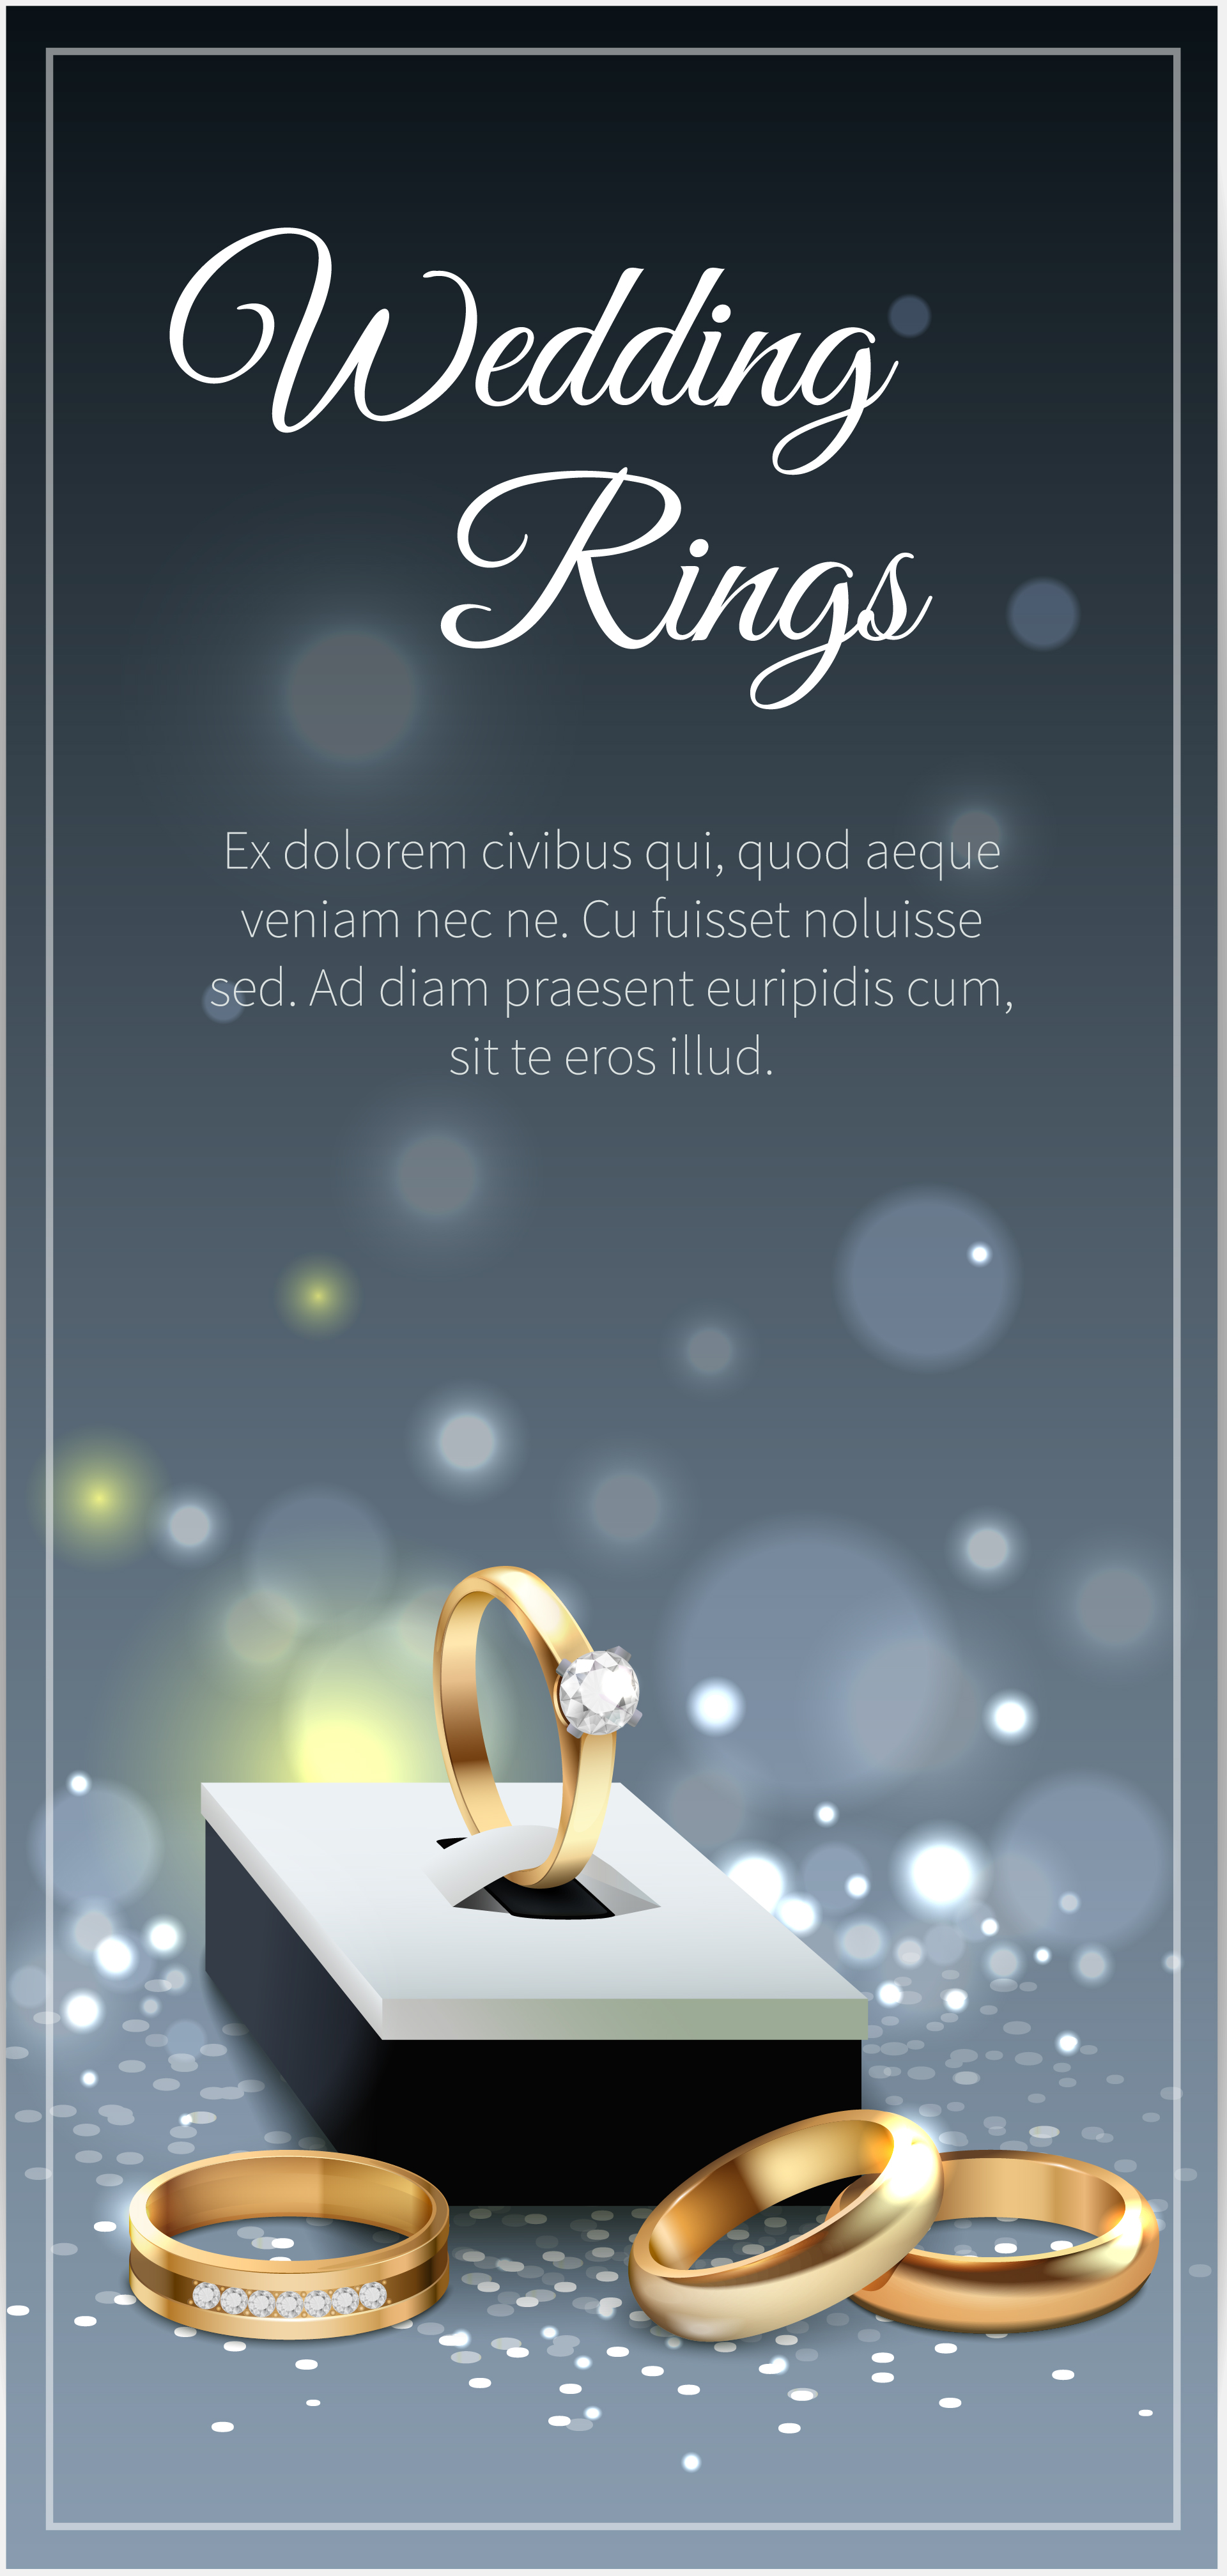 Wedding
Rings
Ex dolorem civibus qui, quod aeque
veniam nec ne. Cu fuisset noluisse
sed. Ad diam praesent euripidis cum,
sit te eros illud.